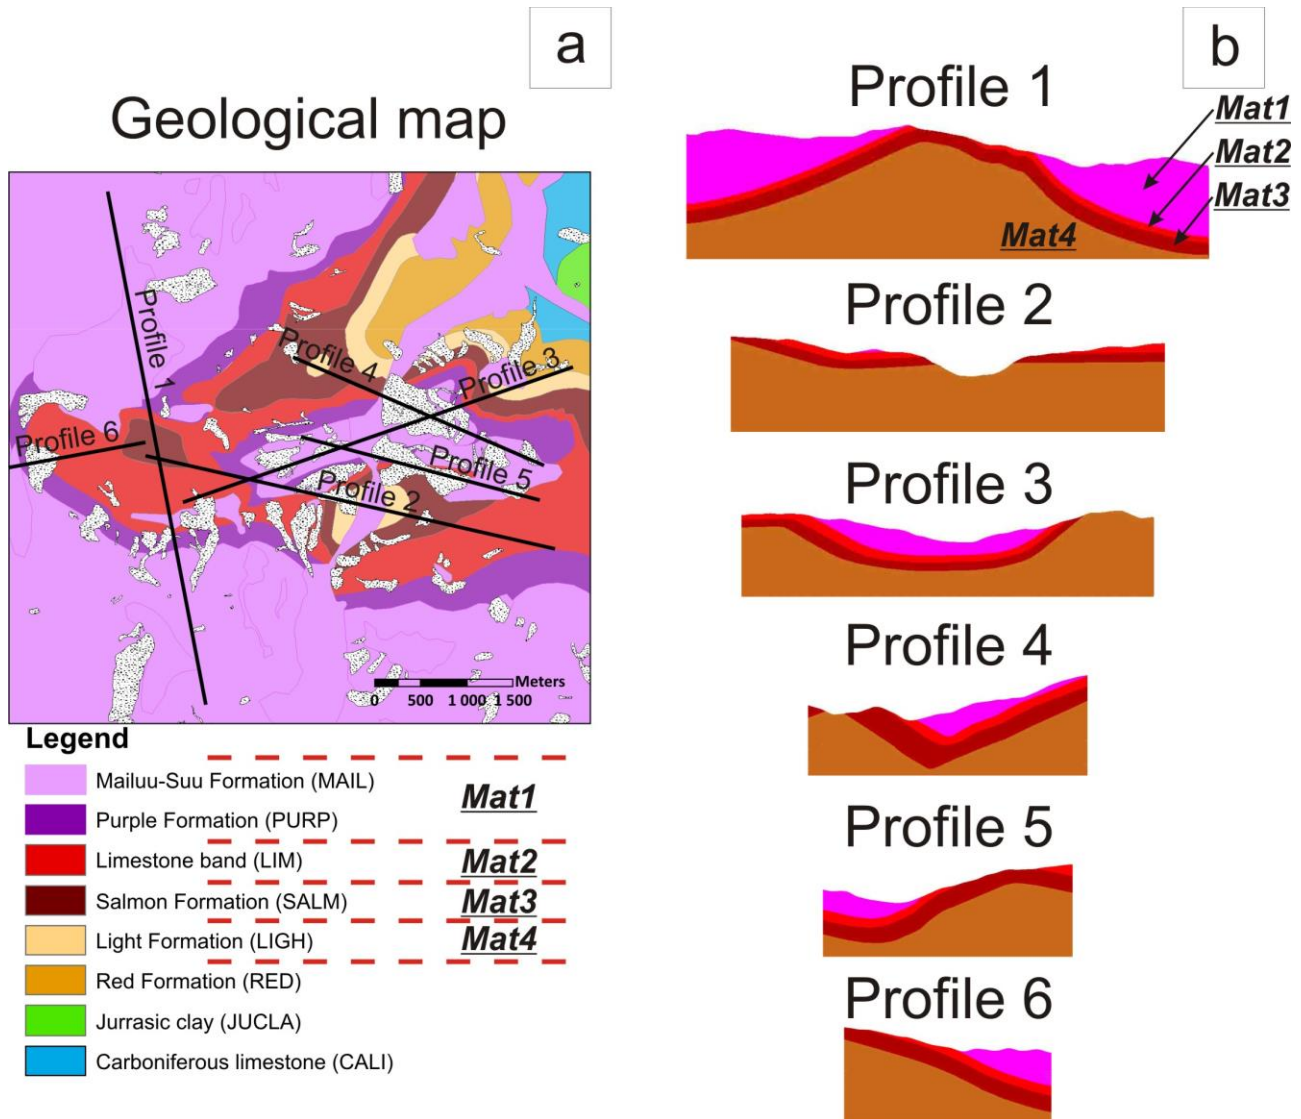 a
Geological map
Profile 1
Profile 4
Profile 3
Profile 6
Profile 5
Profile 2
Meters
0 500 1 000 1 500
Legend
Mailuu-Suu Formation (MAIL)
Mat1
Purple Formation (PURP)
Limestone band (LIM)
Mat2
Salmon Formation (SALM)
Mat3
Light Formation (LIGH)
Mat4
Red Formation (RED)
Jurrasic clay (JUCLA)
Carboniferous limestone (CALI)
b
Profile 1
Mat1
Mat2
Mat3
Mat4
Profile 2
Profile 3
Profile 4
Profile 5
Profile 6